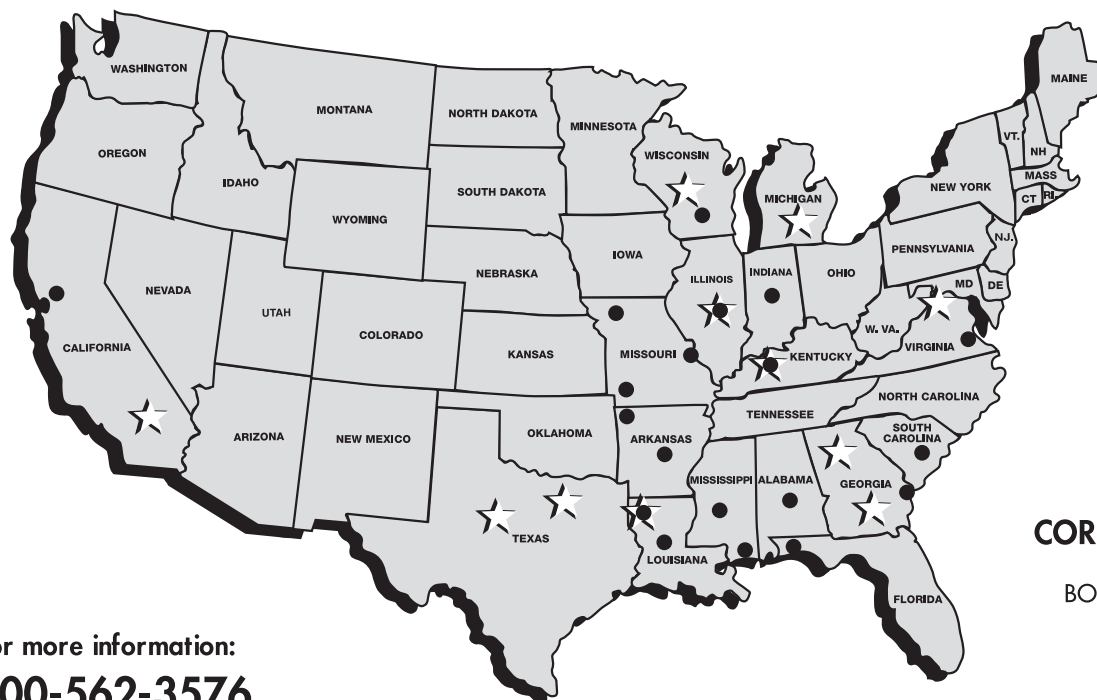 WASHINGTON
MONTANA
NORTH DAKOTA
MINNESOTA
MAINE
OREGON
IDAHO
SOUTH DAKOTA
WISCONSIN
VT.
NH
WYOMING
MICHIGAN
NEW YORK
MASS
CT
RI.
NEBRASKA
IOWA
PENNSYLVANIA
NJ.
NEVADA
UTAH
COLORADO
ILLINOIS
INDIANA
OHIO
MD
DE
W. VA.
CALIFORNIA
KANSAS
MISSOURI
KENTUCKY
VIRGINIA
ARIZONA
NEW MEXICO
OKLAHOMA
ARKANSAS
TENNESSEE
NORTH CAROLINA
SOUTH
CAROLINA
MISSISSIPPI
ALABAMA
GEORGIA
TEXAS
LOUISIANA
FLORIDA
COR
BO
or more information:
00-562-3576